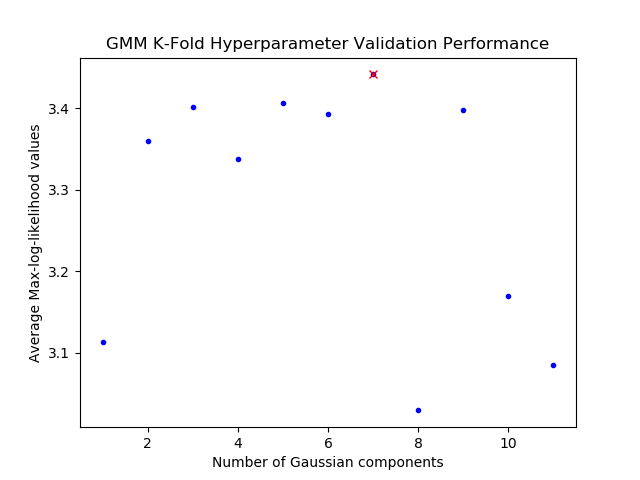 GMM K-Fold Hyperparameter Validation Performance
Average Max-log-likelihood values
3.4
3.3
3.2
3.1
2 4 6 8 10
Number of Gaussian components